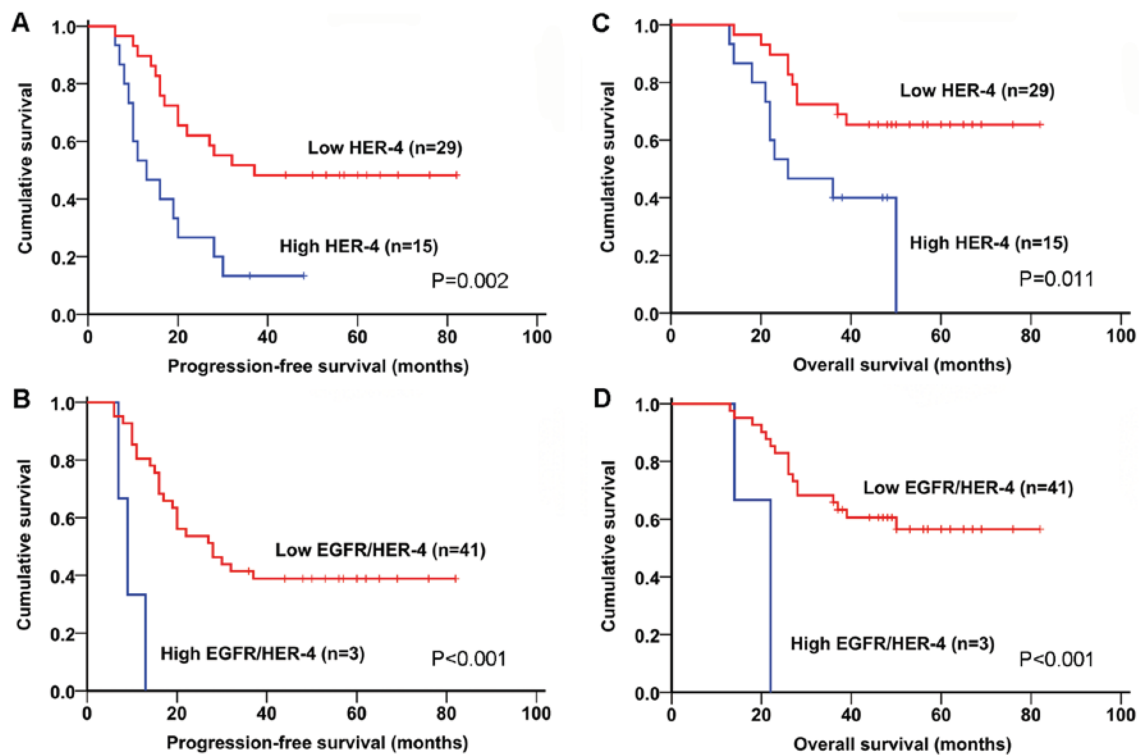 A
Cumulative survival
1.0
0.8
0.6
0.4
0.2
0.0
Low HER-4 (n=29)
High HER-4 (n=15)
P=0.002
0 20 40 60 80 100
Progression-free survival (months)
C
Cumulative survival
1.0
0.8
0.6
0.4
0.2
0.0
Low HER-4 (n=29)
High HER-4 (n=15)
P=0.011
0 20 40 60 80 100
Overall survival (months)
B
Cumulative survival
1.0
0.8
0.6
0.4
0.2
0.0
Low EGFR/HER-4 (n=41)
High EGFR/HER-4 (n=3)
P<0.001
0 20 40 60 80 100
Progression-free survival (months)
D
Cumulative survival
1.0
0.8
0.6
0.4
0.2
0.0
Low EGFR/HER-4 (n=41)
High EGFR/HER-4 (n=3)
P<0.001
0 20 40 60 80 100
Overall survival (months)